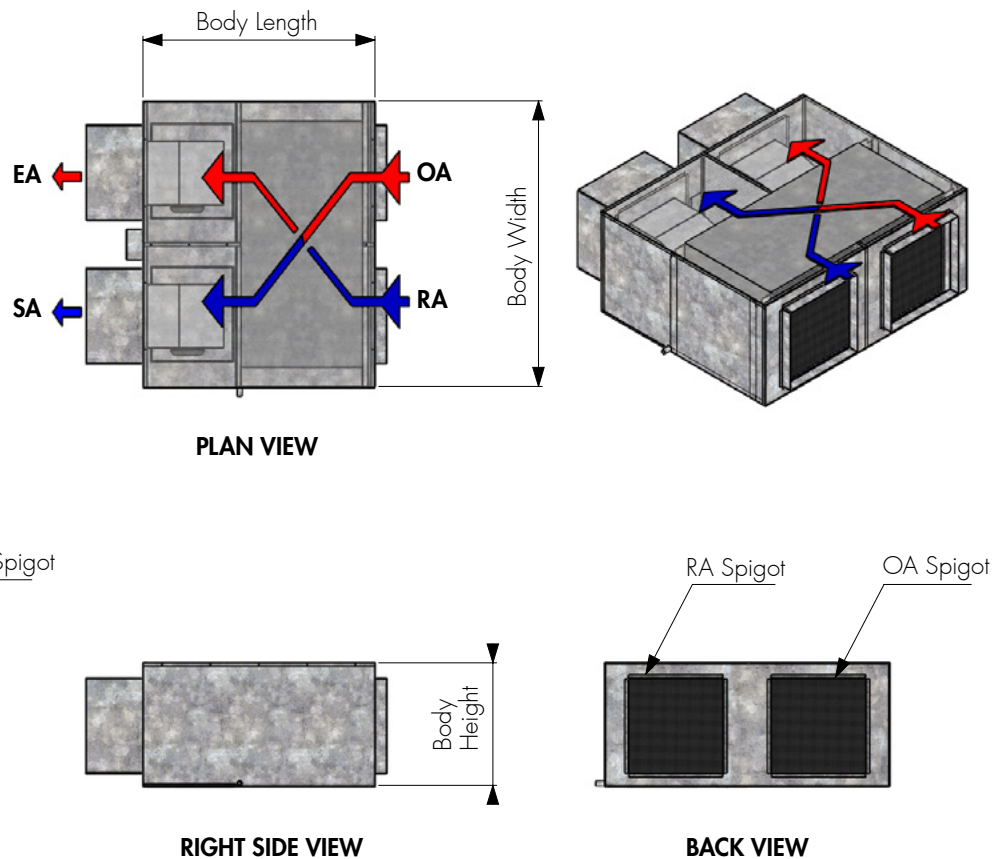 Body Length
EA
OA
Body Width
SA
RA
PLAN VIEW
Spigot
RA Spigot
OA Spigot
Body
Height
RIGHT SIDE VIEW
BACK VIEW